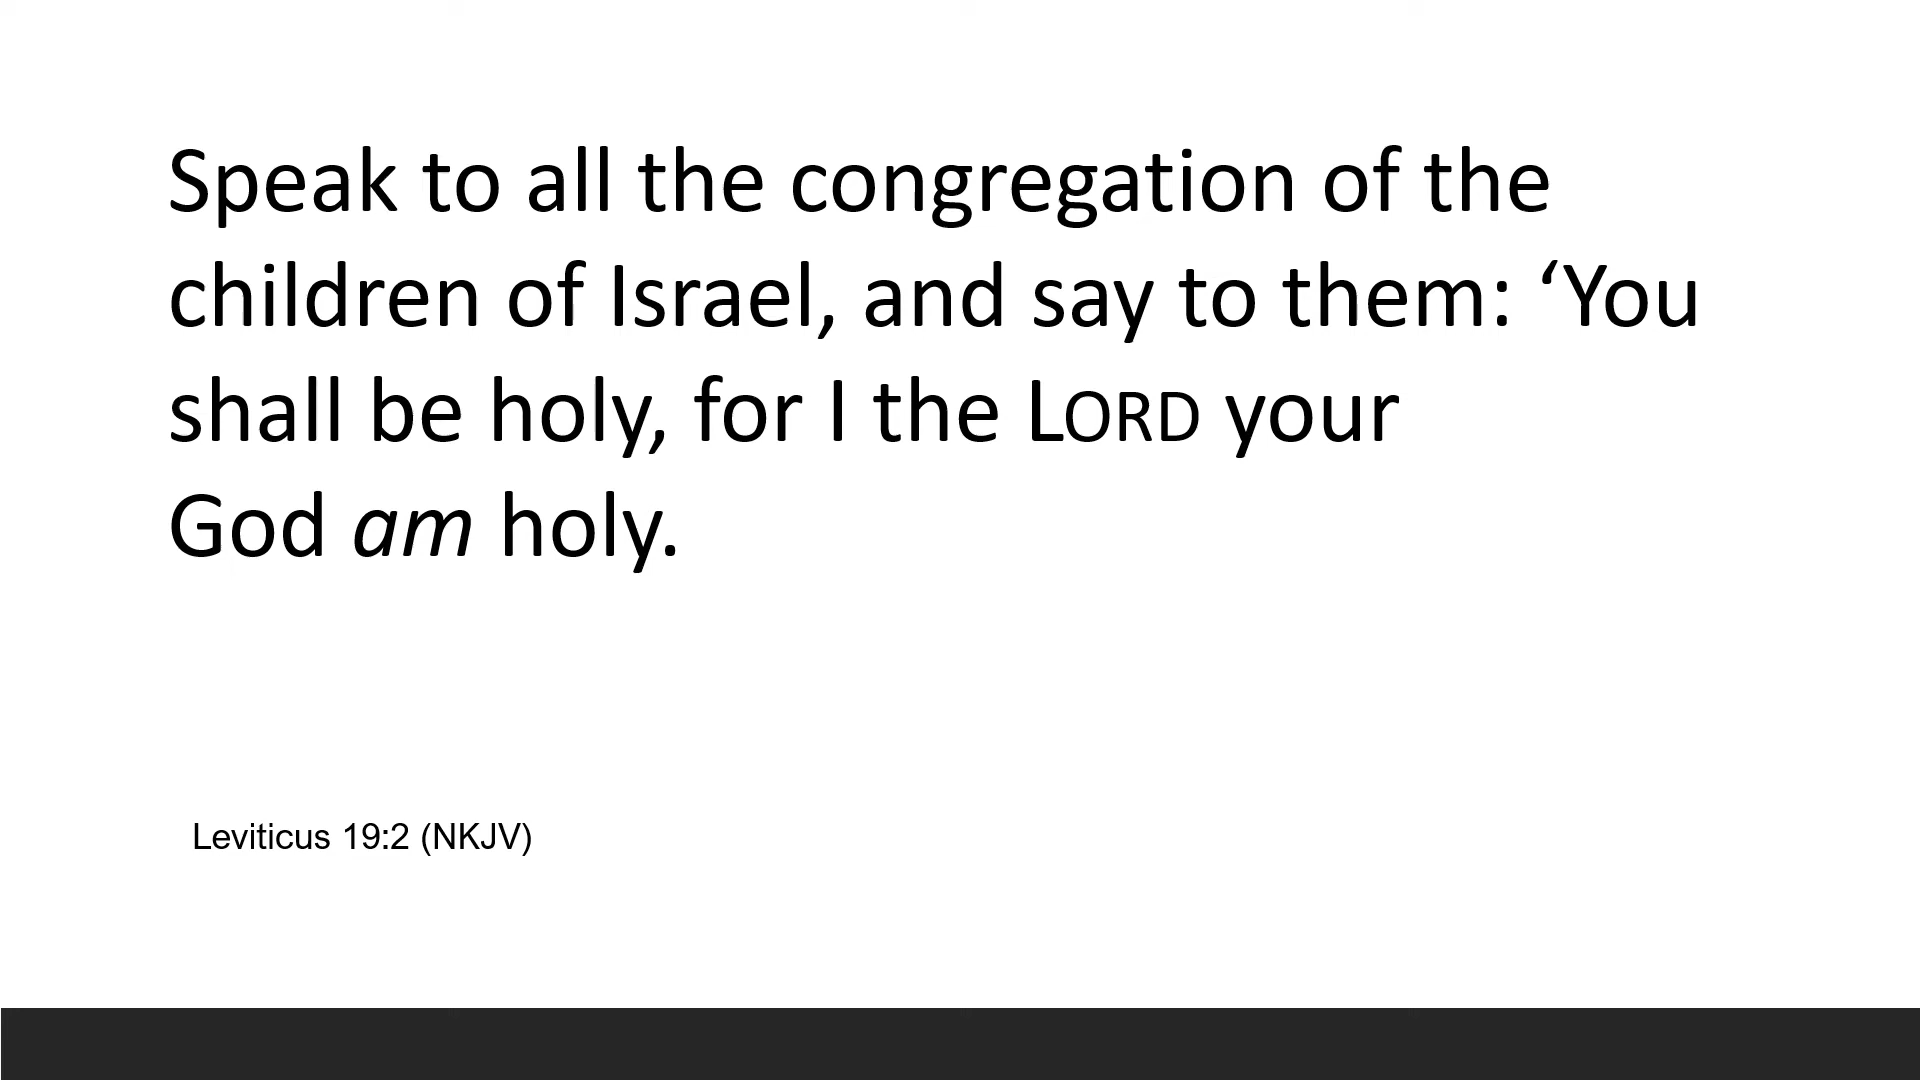 Speak to all the congregation of the
children of Israel, and say to them: ‘You
shall be holy, for I the LORD your
God am holy.
Leviticus 19:2 (NKJV)